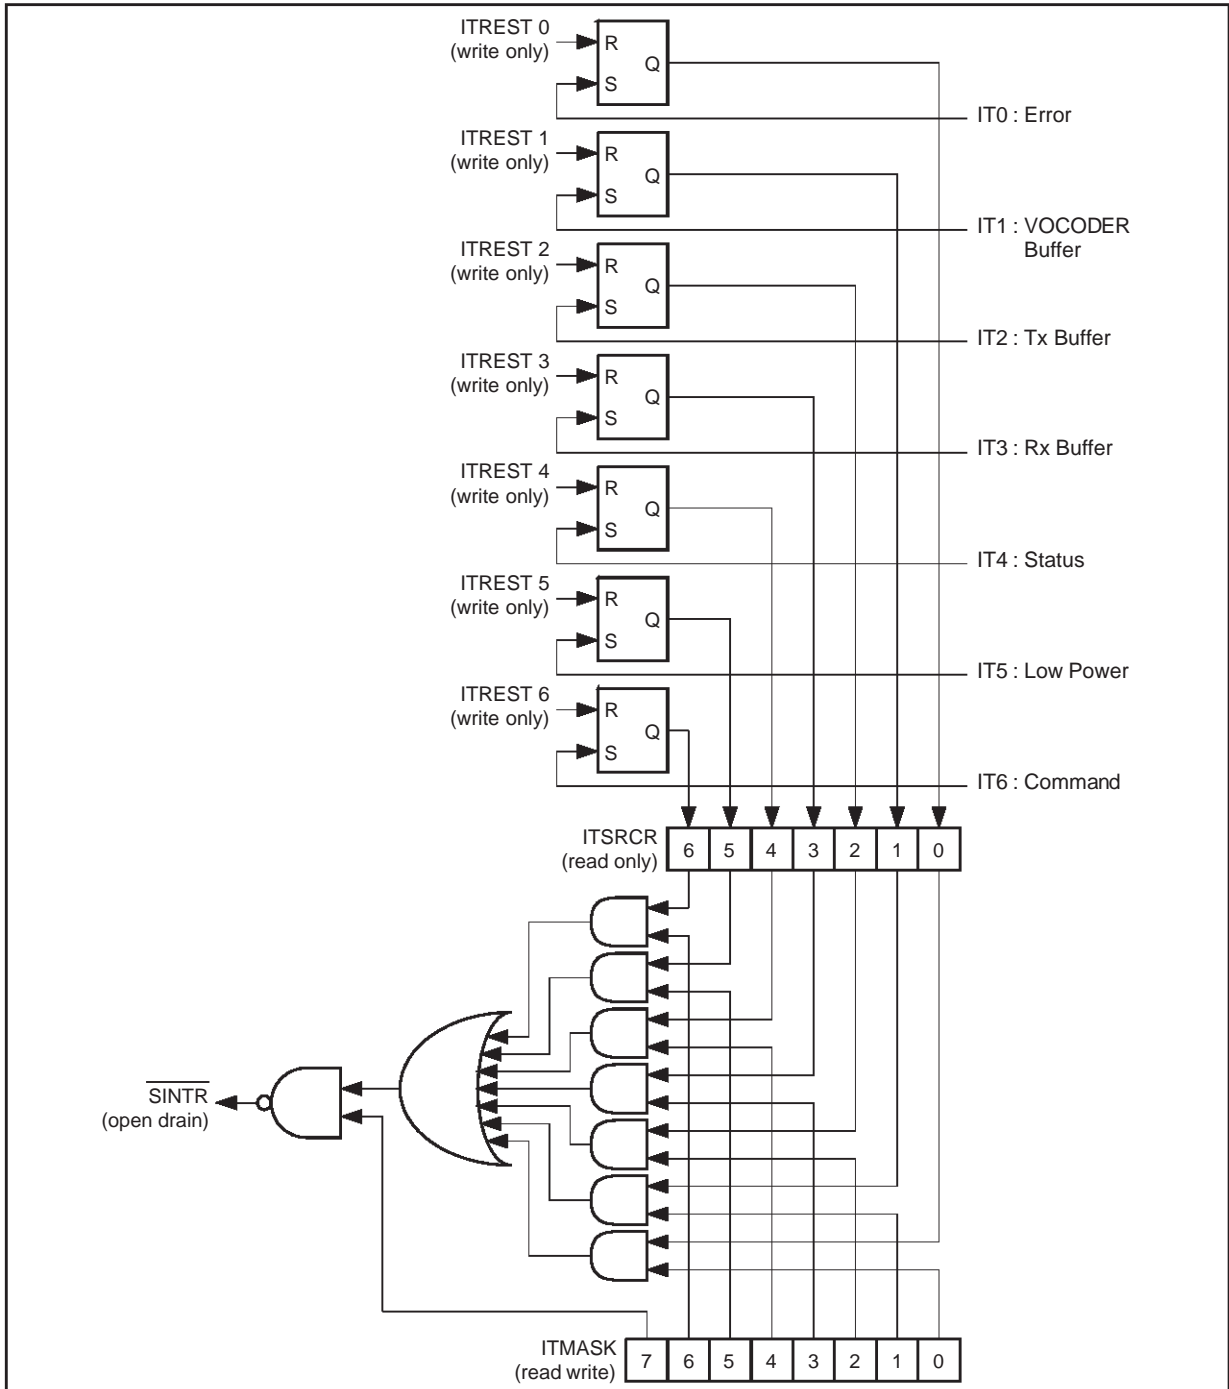 ITREST 0
(write only)
R
Q
S
IT0 : Error
ITREST 1
(write only)
R
Q
S
IT1 : VOCODER
Buffer
ITREST 2
(write only)
R
Q
S
IT2 : Tx Buffer
ITREST 3
(write only)
R
Q
S
IT3 : Rx Buffer
ITREST 4
(write only)
R
Q
S
IT4 : Status
ITREST 5
(write only)
R
Q
S
IT5 : Low Power
ITREST 6
(write only)
R
Q
S
IT6 : Command
ITSRCR
(read only)
6 5 4 3 2 1 0
SINTR
(open drain)
ITMASK
(read write)
7 6 5 4 3 2 1 0